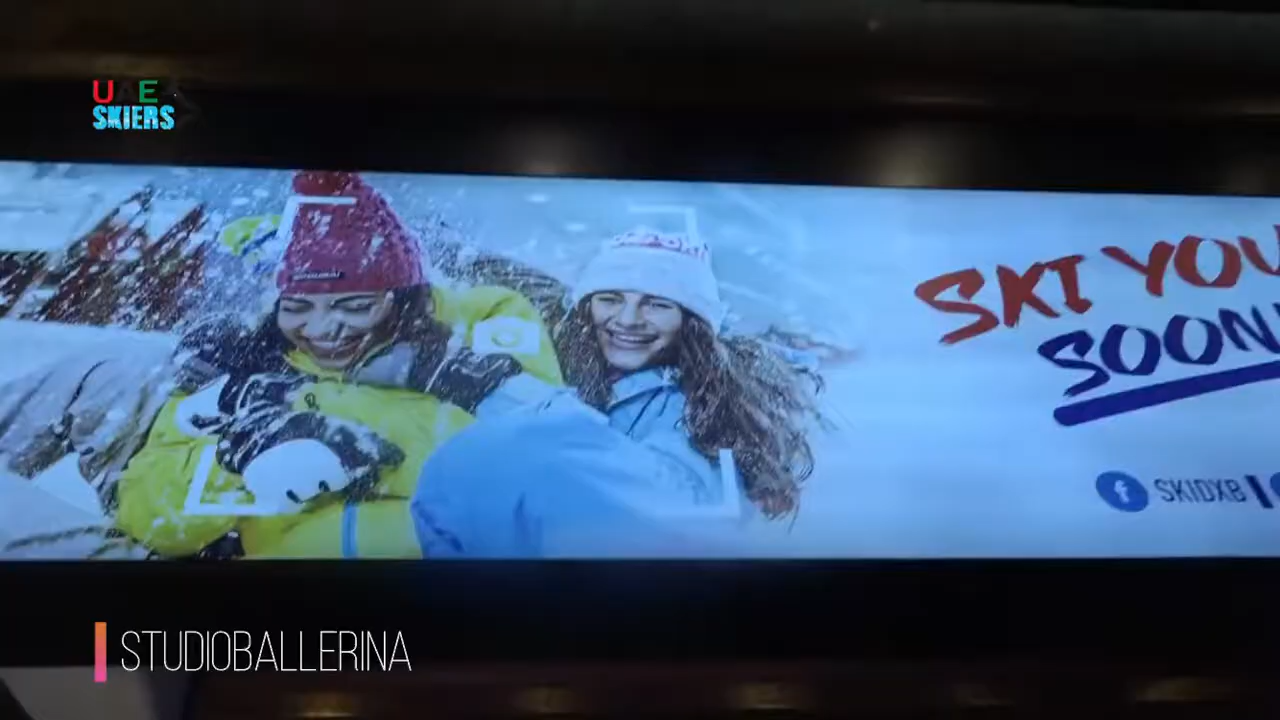 UAE
SKIERS
SKI YOU
SOON
f SKIDXB
STUDIOBALLERINA